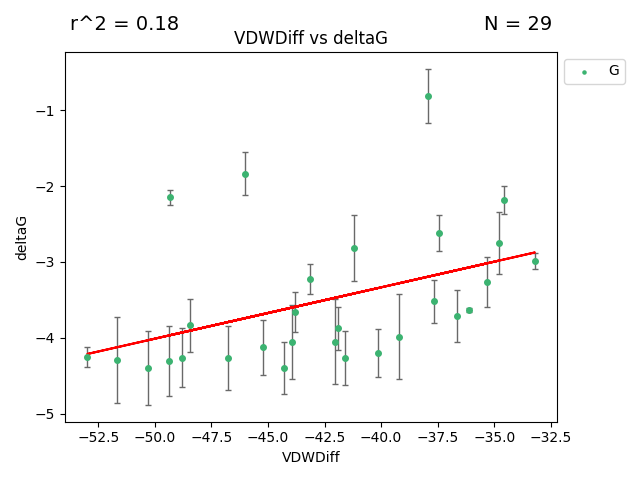 r^2 = 0.18
N = 29
VDWDiff vs deltaG
G
deltaG
−1
−2
−3
−4
−5
−52.5 −50.0 −47.5 −45.0 −42.5 −40.0 −37.5 −35.0 −32.5
VDWDiff